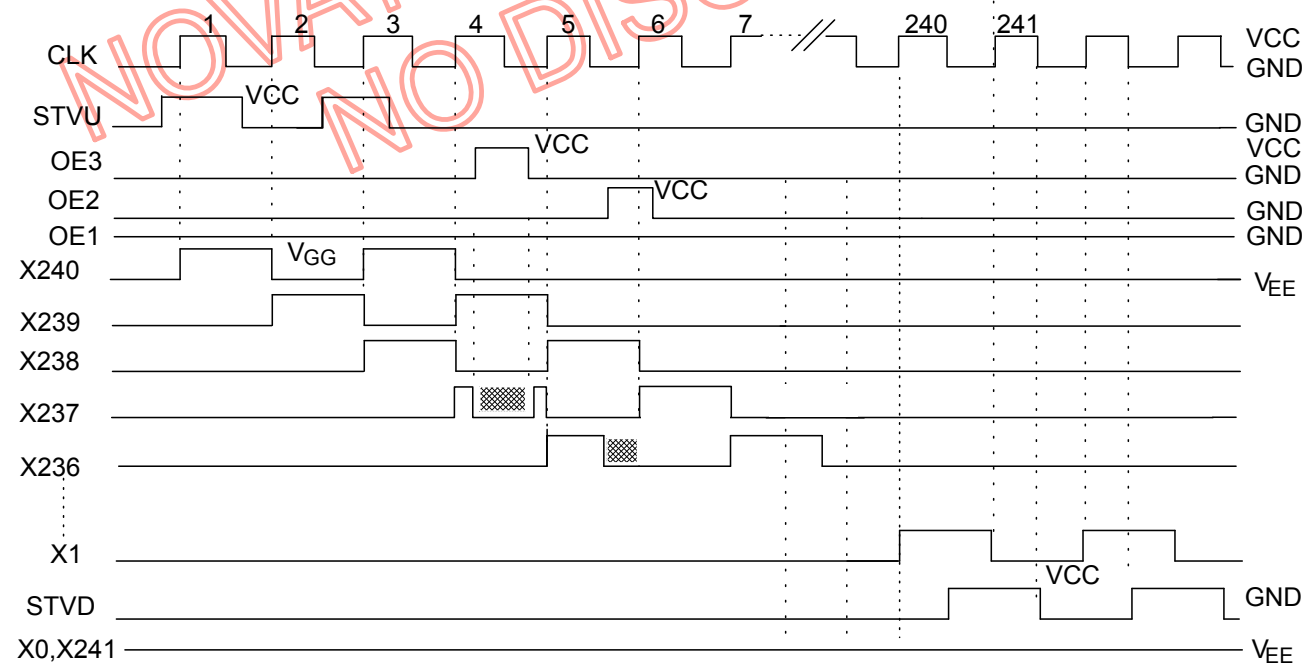 1 2 3 4 5 6 7 240 241
CLK VCC
GND
STVU VCC GND
OE3 VCC VCC
GND
OE2 VCC GND
OE1 GND
X240 VGG VEE
X239
X238
X237
X236
X1
VCC
STVD GND
X0,X241 VEE
NO DISC